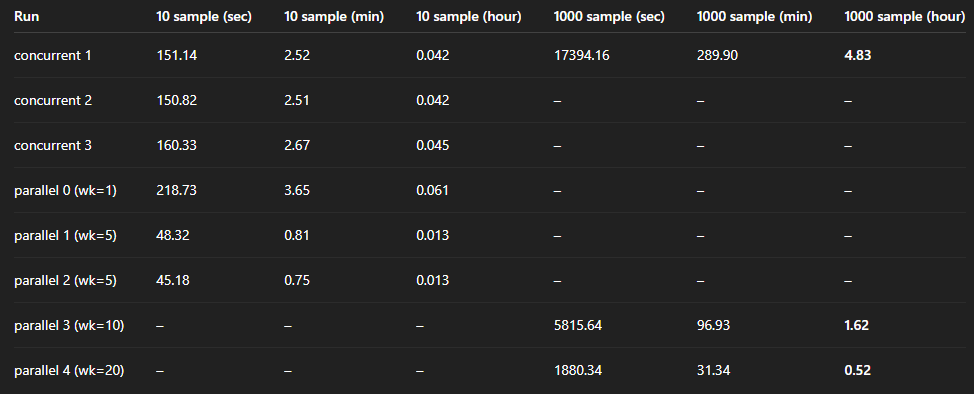 Run 10 sample (sec) 10 sample (min) 10 sample (hour) 1000 sample (sec) 1000 sample (min) 1000 sample (hour)
concurrent 1 151.14 2.52 0.042 17394.16 289.90 4.83
concurrent 2 150.82 2.51 0.042 – – –
concurrent 3 160.33 2.67 0.045 – – –
parallel 0 (wk=1) 218.73 3.65 0.061 – – –
parallel 1 (wk=5) 48.32 0.81 0.013 – – –
parallel 2 (wk=5) 45.18 0.75 0.013 – – –
parallel 3 (wk=10) – – – 5815.64 96.93 1.62
parallel 4 (wk=20) – – – 1880.34 31.34 0.52